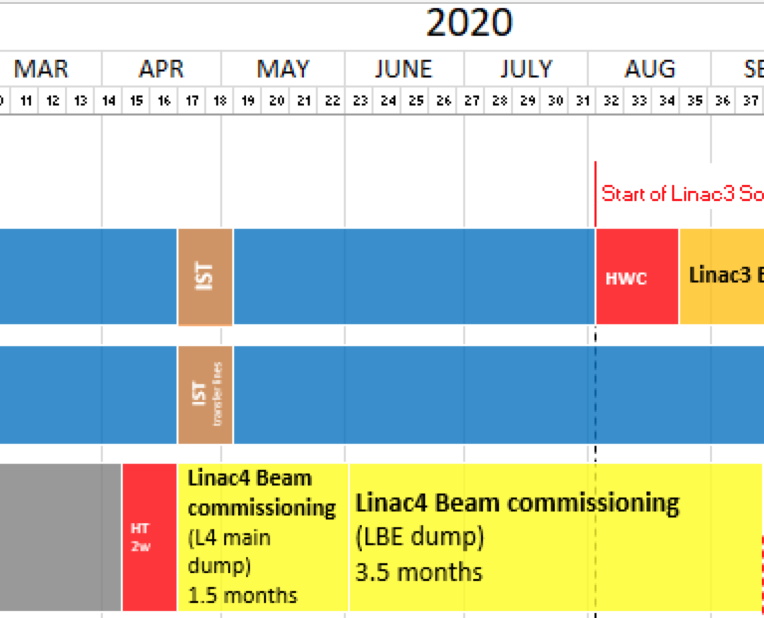 2020
MAR APR MAY JUNE JULY AUG
11 12 13 14 15 16 17 18 19 20 21 22 23 24 25 26 27 28 29 30 31 32 33 34 35 36 37
Start of Linac3 So
IST
HWC
Linac3
IST
transfer lines
HT
2w
Linac4 Beam
commissioning
(L4 main
dump)
1.5 months
Linac4 Beam commissioning
(LBE dump)
3.5 months